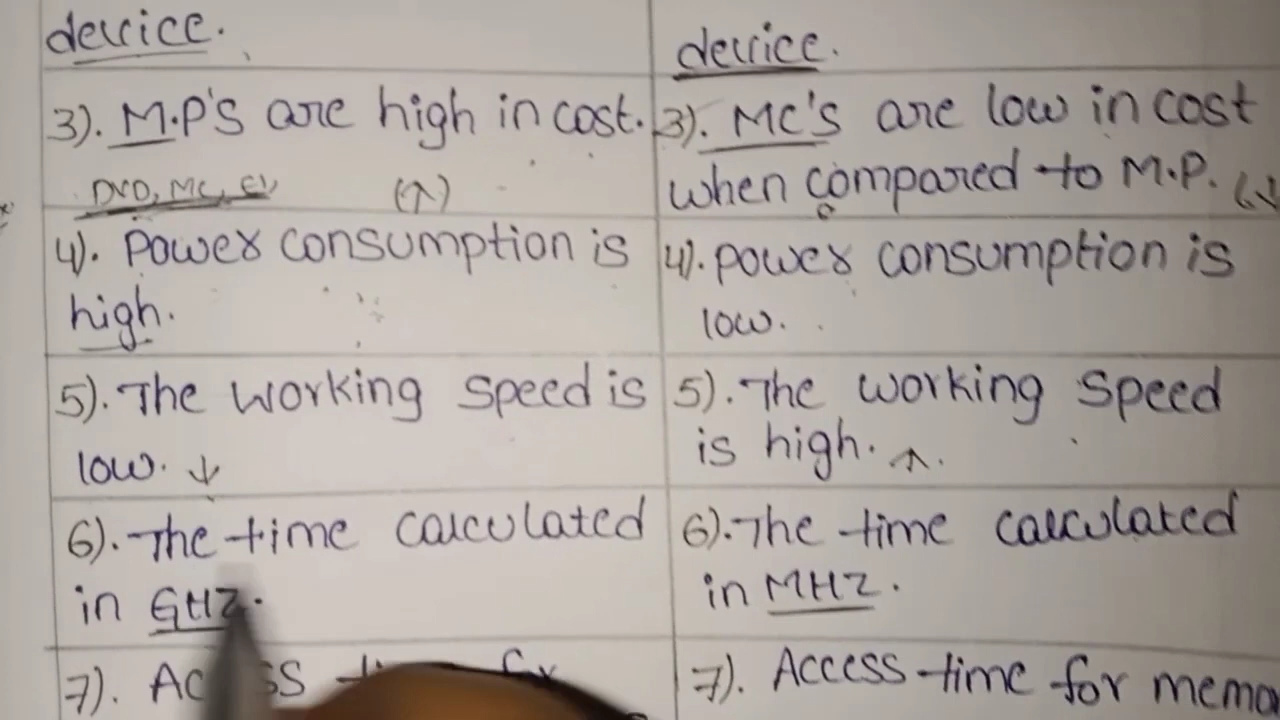 device.
3). M.P's are high in cost.
DVD, MC,
(↑)
4). Power consumption is
high.
5). The working speed is
low. ↓
6). The time calculated
in GHZ.
7).
device.
3). MC's are low in cost
when compared to M.P.
4). power consumption is
low.
5). The working speed
is high. ↑.
6). The time calculated
in MHZ.
7). Access time for memo